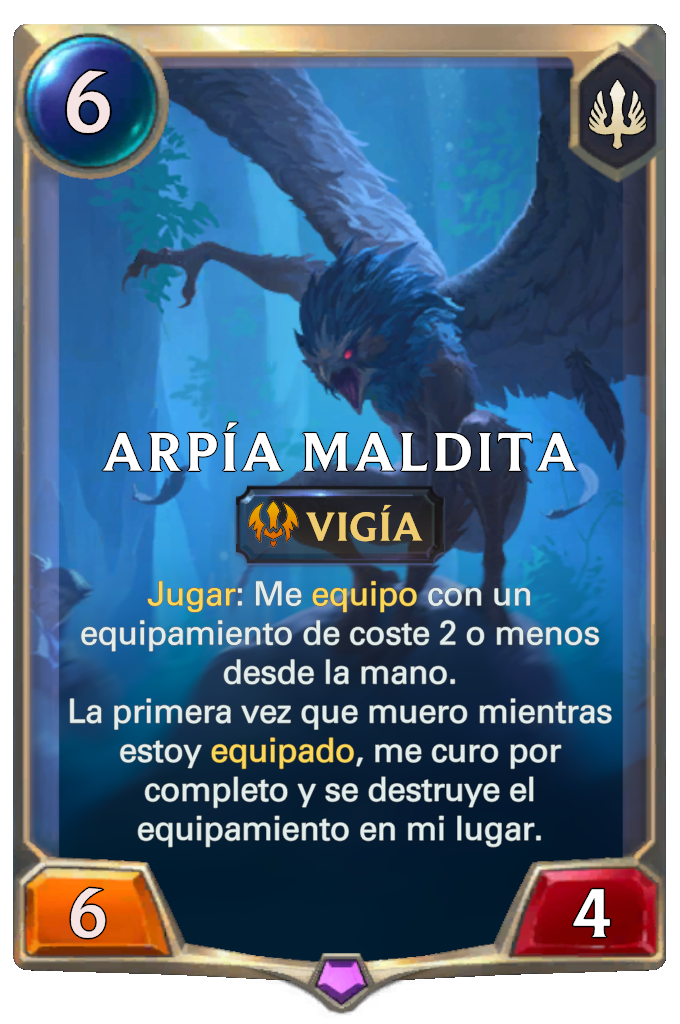 6
ARPÍA MALDITA
VIGÍA
Jugar: Me equipo con un
equipamiento de coste 2 o menos
desde la mano.
La primera vez que muero mientras
estoy equipado, me curo por
completo y se destruye el
equipamiento en mi lugar.
6
4